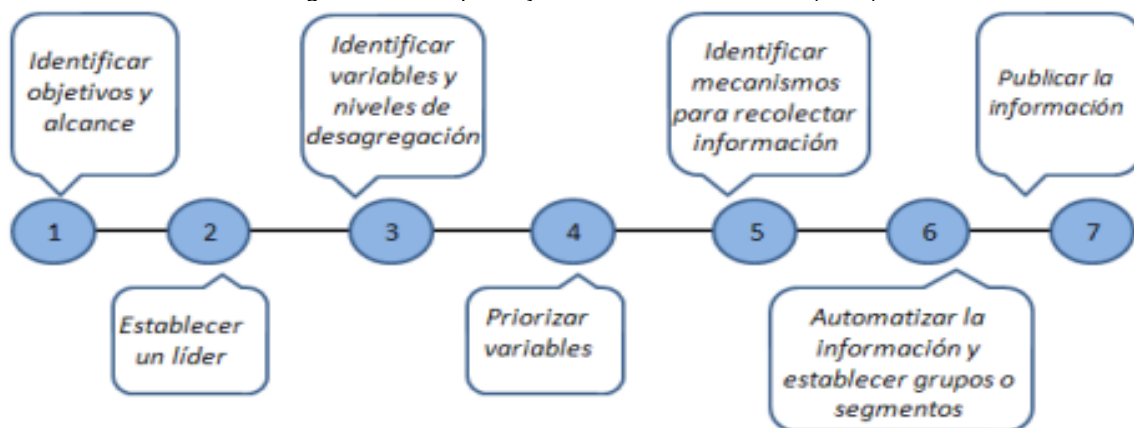 Identificar
objetivos y
alcance
Identificar
variables y
niveles de
desagregación
Identificar
mecanismos
para recolectar
información
Publicar la
información
1
2
3
4
5
6
7
Establecer
un líder
Priorizar
variables
Automatizar la
información y
establecer grupos o
segmentos